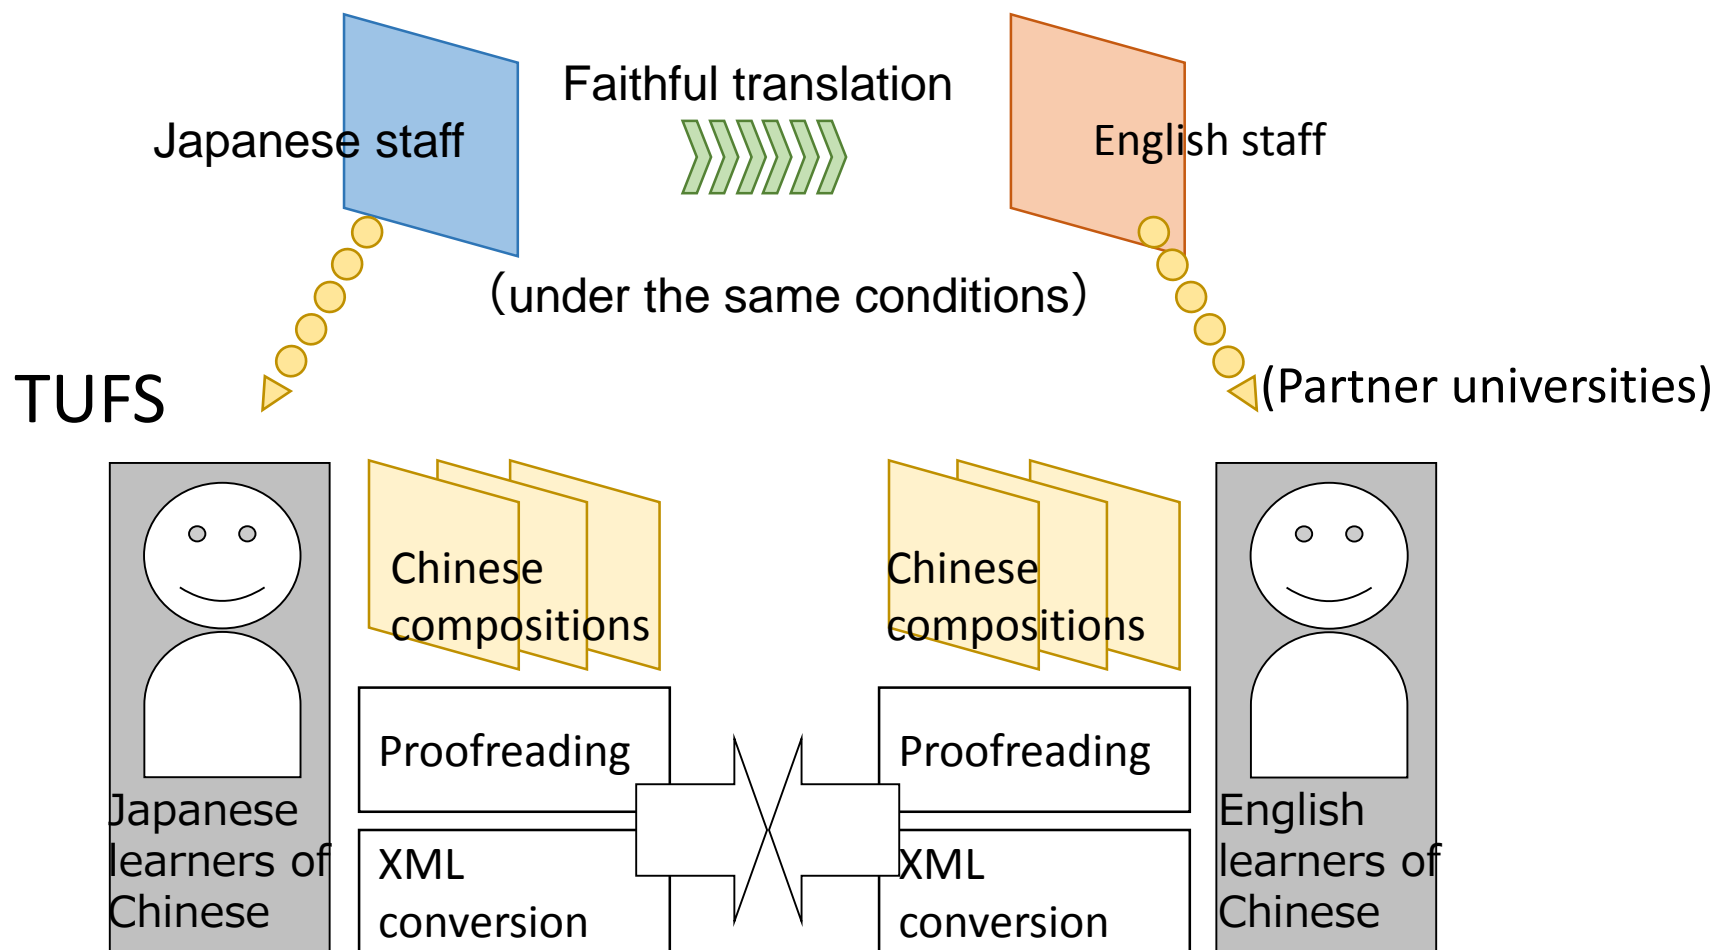 Faithful translation
Japanese staff
English staff
（under the same conditions）
TUFS
(Partner universities)
Chinese
compositions
Chinese
compositions
Proofreading
Proofreading
Japanese
learners of
Chinese
XML
conversion
XML
conversion
English
learners of
Chinese